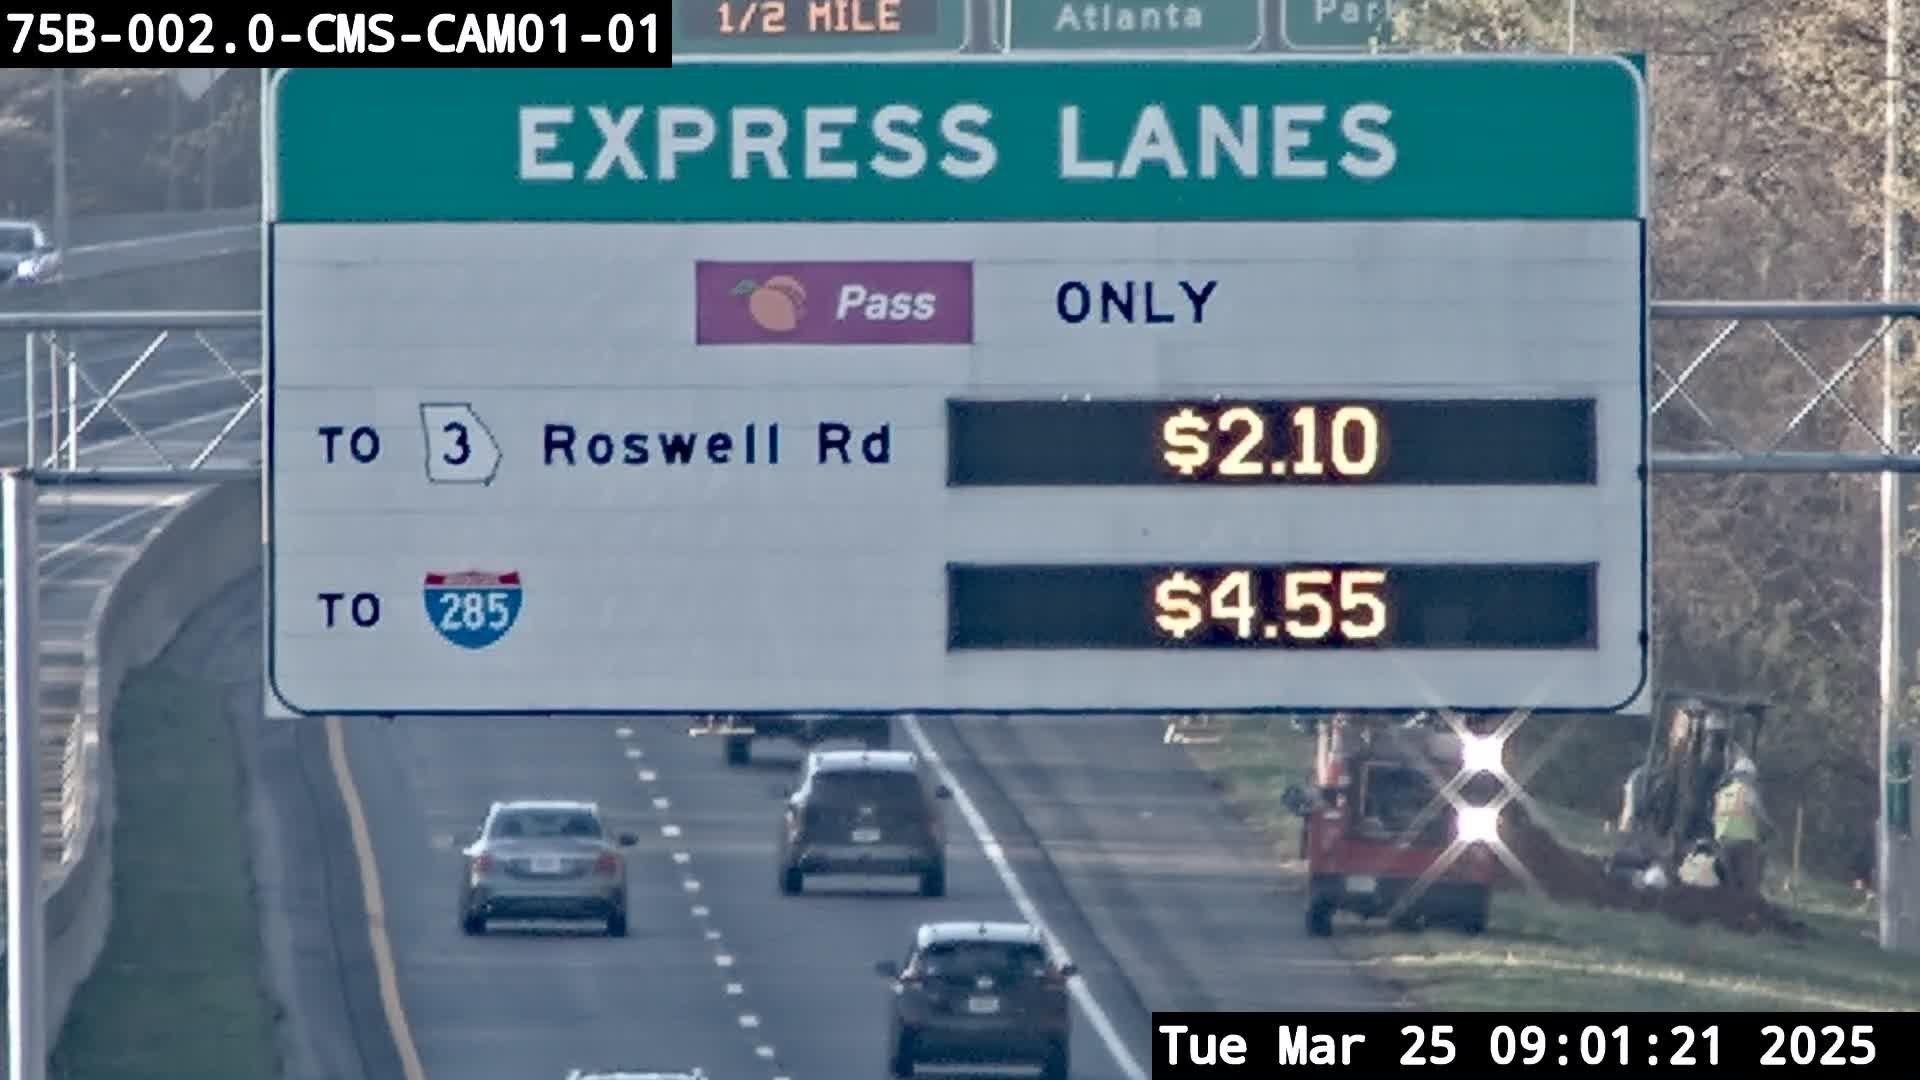 75B-002.0-CMS-CAM01-01
1/2 MILE
Atlanta
EXPRESS LANES
Pass ONLY
TO 3 Roswell Rd $2.10
TO 285 $4.55
Tue Mar 25 09:01:21 2025